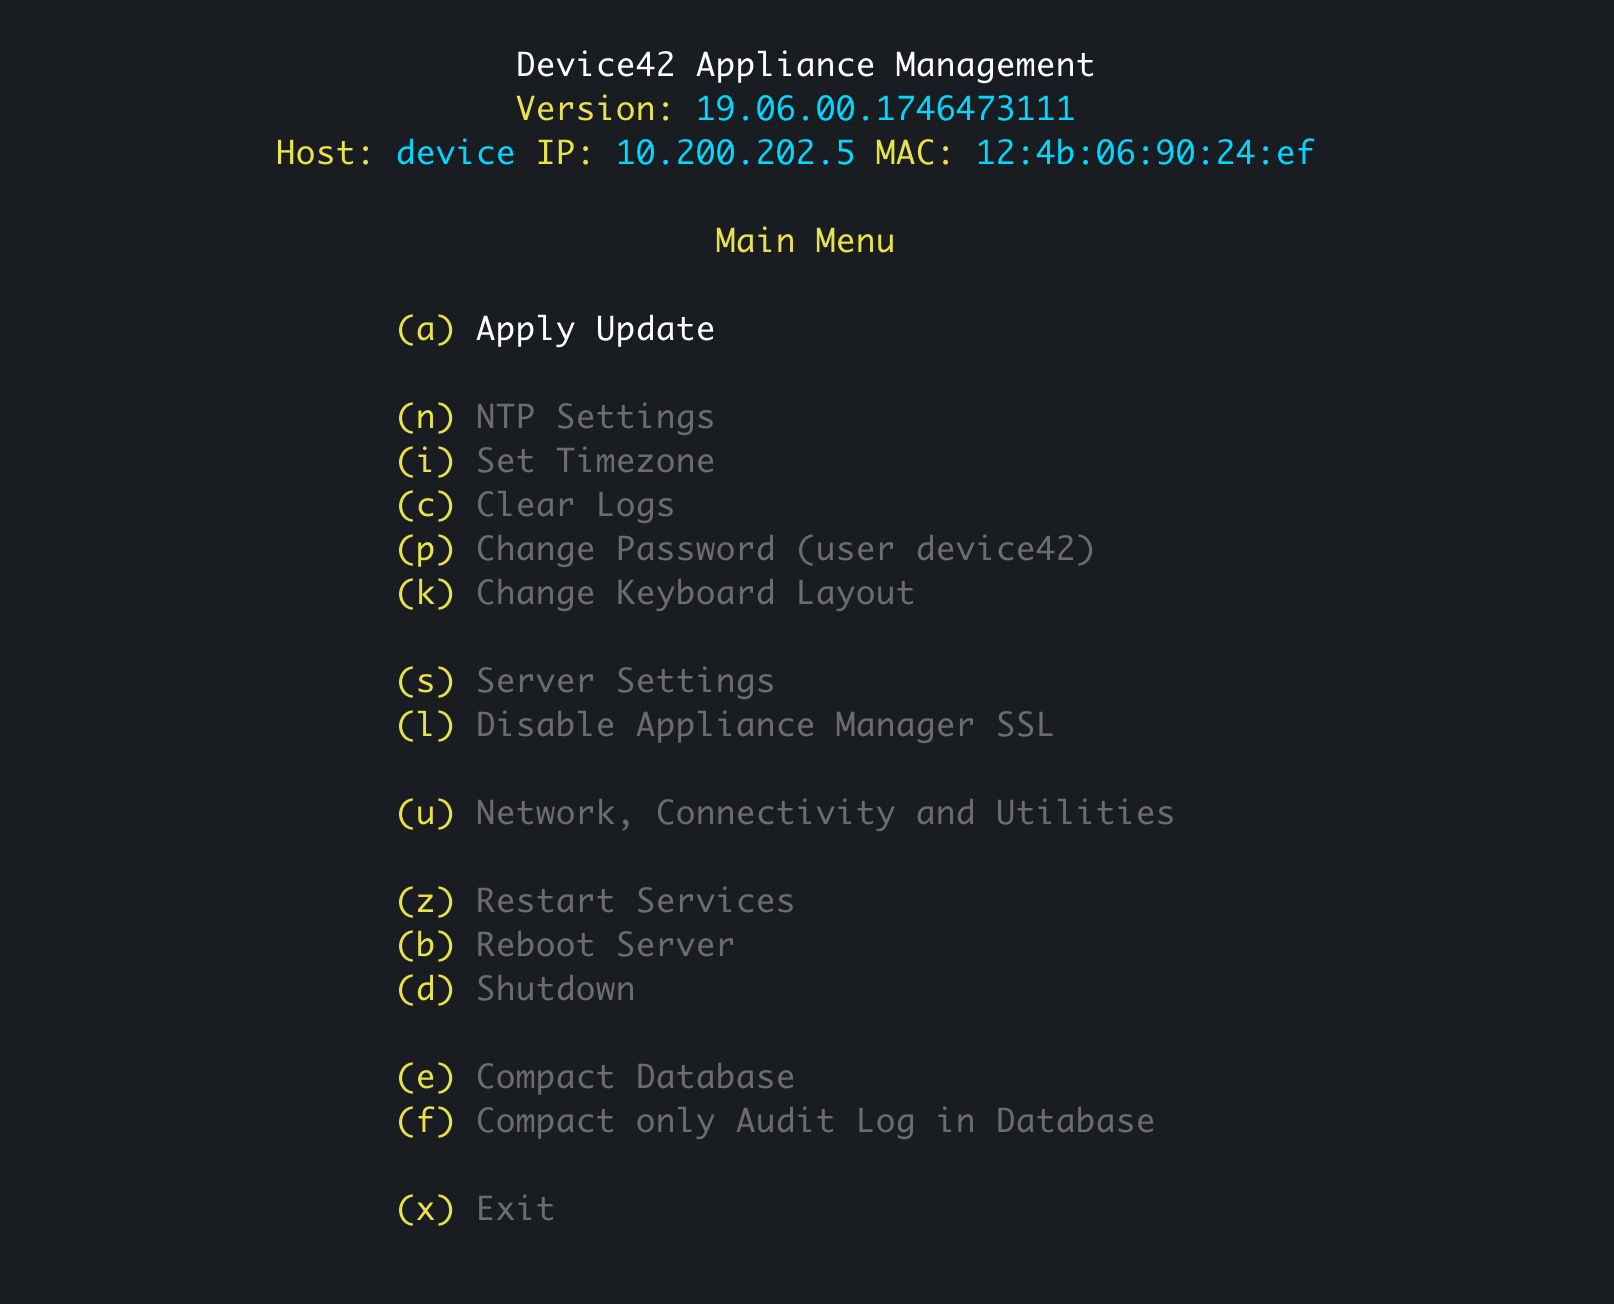 Device42 Appliance Management
Version: 19.06.00.1746473111
Host: device IP: 10.200.202.5 MAC: 12:4b:06:90:24:ef
Main Menu
(a) Apply Update
(n) NTP Settings
(i) Set Timezone
(c) Clear Logs
(p) Change Password (user device42)
(k) Change Keyboard Layout
(s) Server Settings
(l) Disable Appliance Manager SSL
(u) Network, Connectivity and Utilities
(z) Restart Services
(b) Reboot Server
(d) Shutdown
(e) Compact Database
(f) Compact only Audit Log in Database
(x) Exit